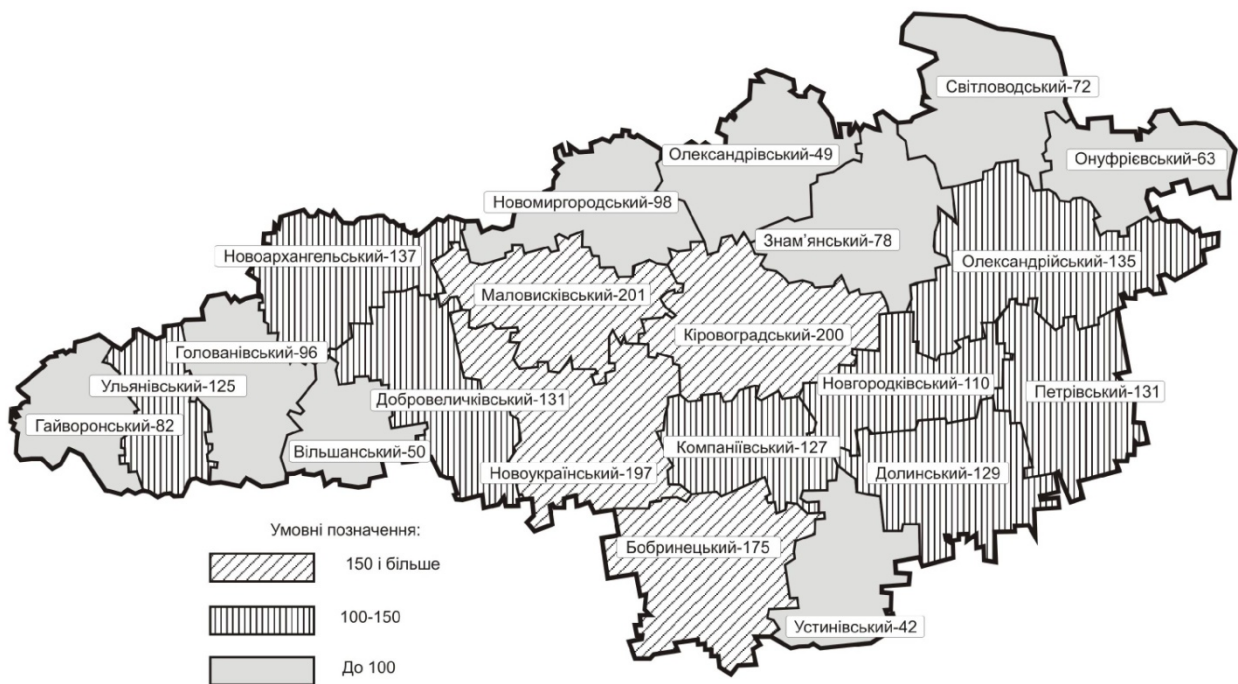 Світловодський-72
Олександрівський-49
Онуфрієвський-63
Новомиргородський-98
Знам’янський-78
Новоархангельський-137
Олександрійський-135
Маловисківський-201
Кіровоградський-200
Голованівський-96
Ульянівський-125
Новгородківський-110
Петрівський-131
Добровеличківський-131
Гайворонський-82
Вільшанський-50
Компаніївський-127
Новоукраїнський-197
Долинський-129
Бобринецький-175
Устинівський-42
Умовні позначення:
150 і більше
100-150
До 100